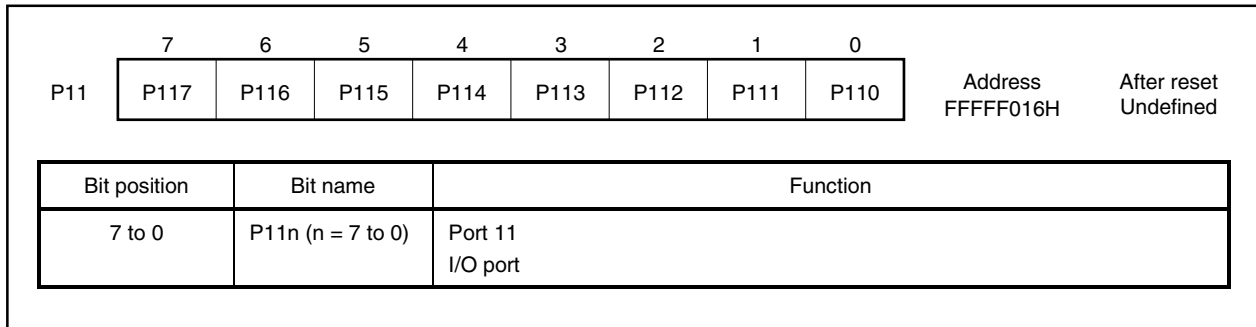 7 6 5 4 3 2 1 0
P11 P117 P116 P115 P114 P113 P112 P111 P110 Address After reset
FFFFF016H Undefined
Bit position Bit name Function
7 to 0 P11n (n = 7 to 0) Port 11
I/O port